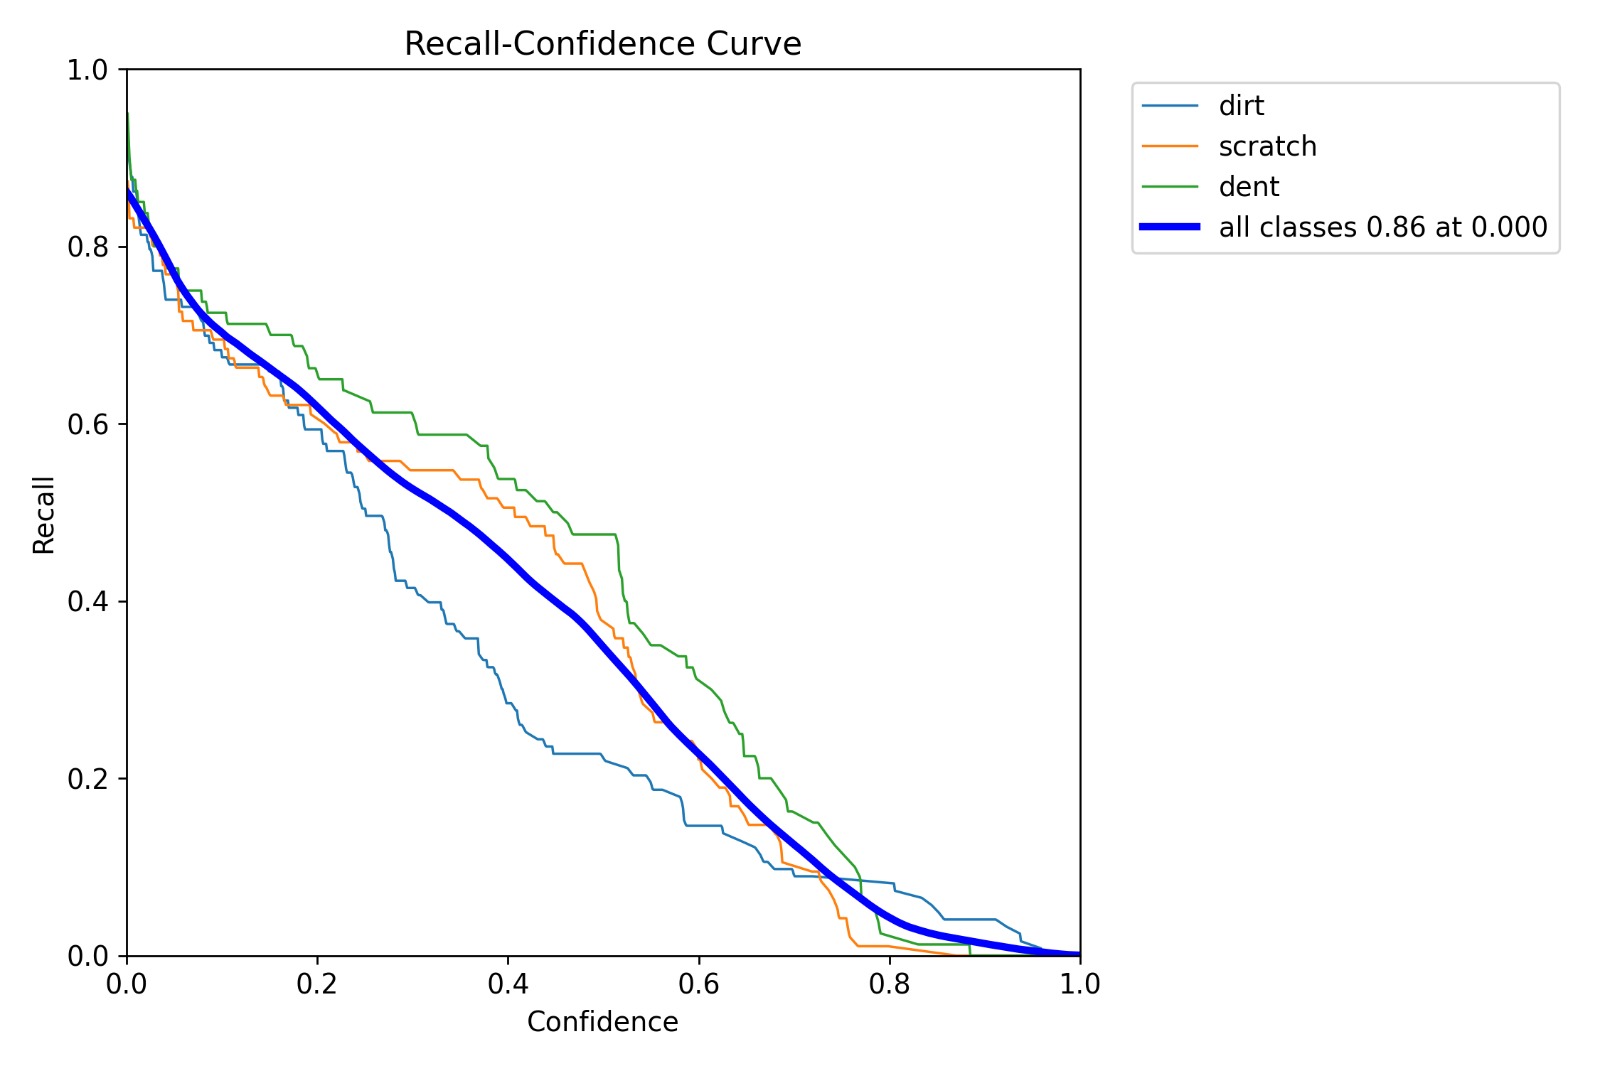 Recall-Confidence Curve
1.0
0.8
0.6
0.4
0.2
0.0
Recall
0.0 0.2 0.4 0.6 0.8 1.0
Confidence
dirt
scratch
dent
all classes 0.86 at 0.000